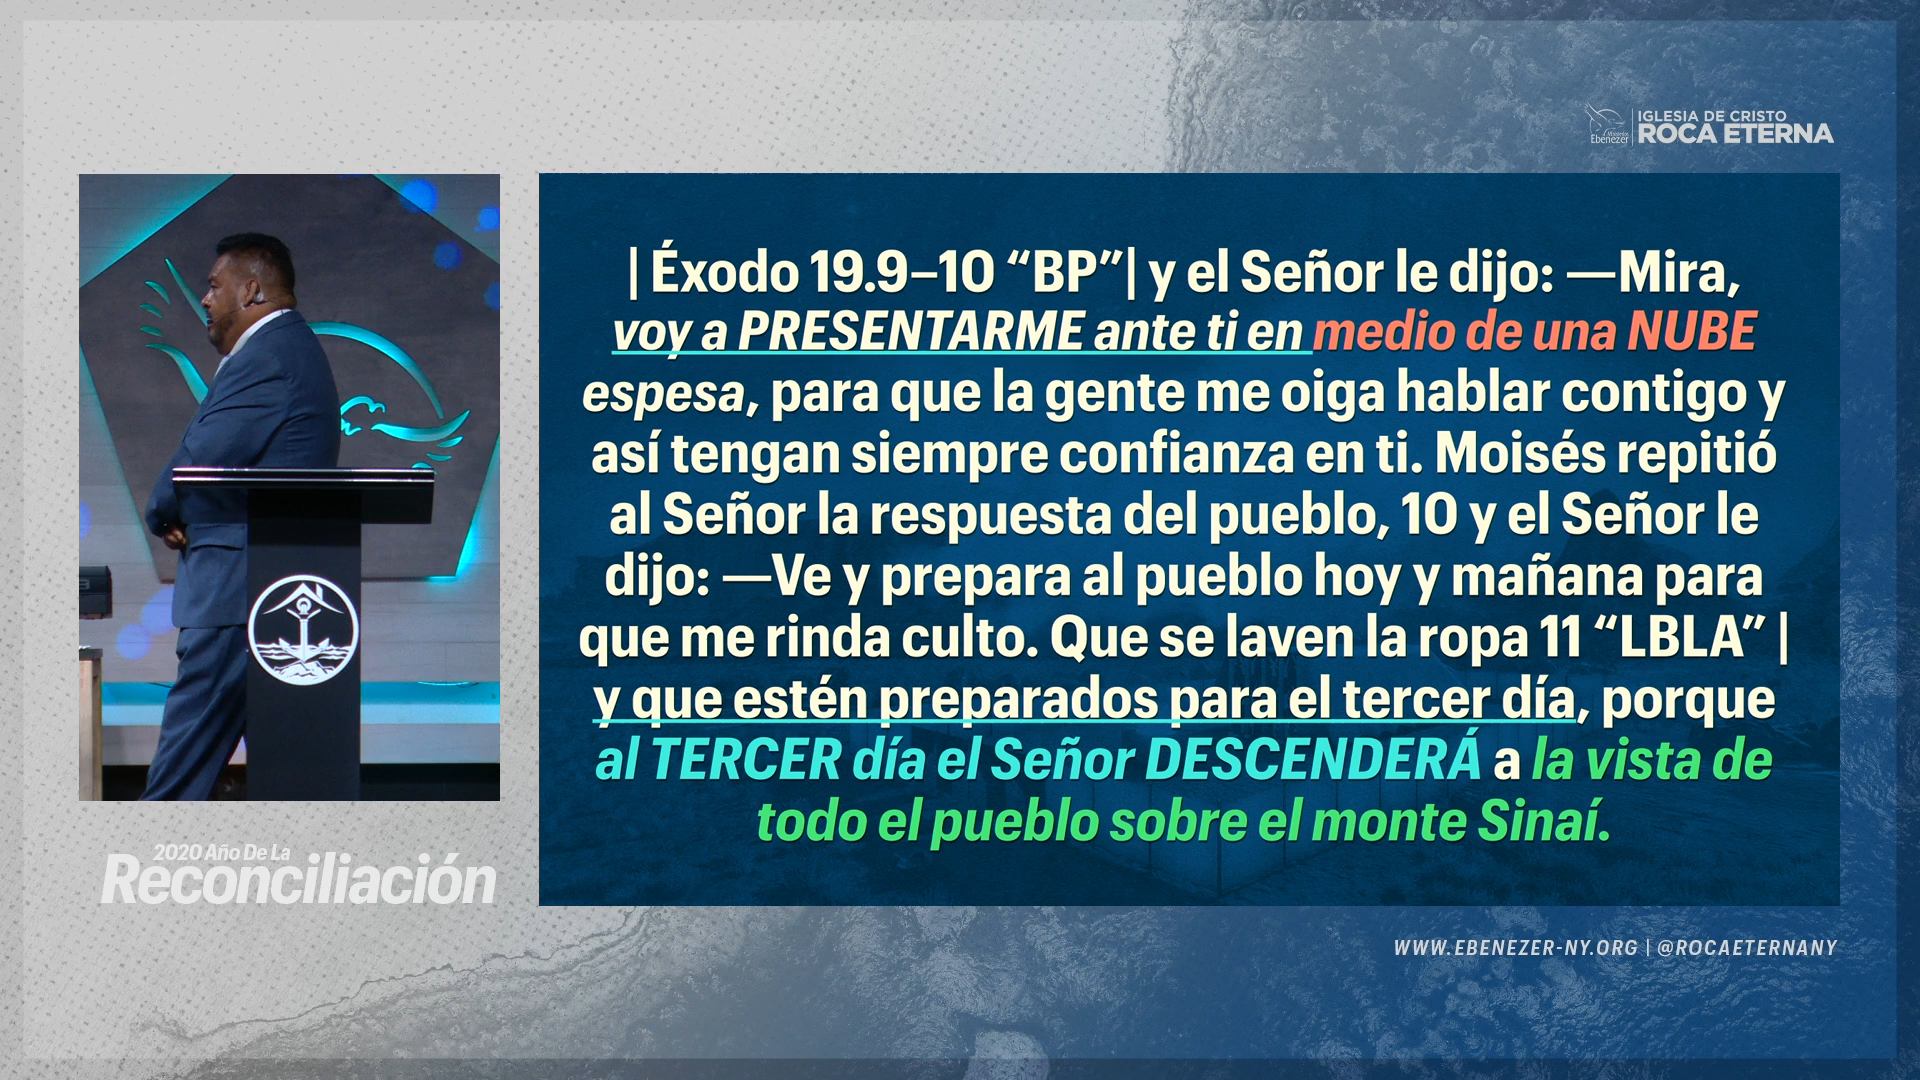 IGLESIA DE CRISTO
ROCA ETERNA
Ministerios
Ebenezer
| Éxodo 19.9–10 “BP”| y el Señor le dijo: —Mira,
voy a PRESENTARME ante ti en medio de una NUBE
espesa, para que la gente me oiga hablar contigo y
así tengan siempre confianza en ti. Moisés repitió
al Señor la respuesta del pueblo, 10 y el Señor le
dijo: —Ve y prepara al pueblo hoy y mañana para
que me rinda culto. Que se laven la ropa 11 “LBLA” |
y que estén preparados para el tercer día, porque
al TERCER día el Señor DESCENDERÁ a la vista de
todo el pueblo sobre el monte Sinaí.
2020 Año De La
Reconciliación
WWW.EBENEZER-NY.ORG | @ROCAETERNANY